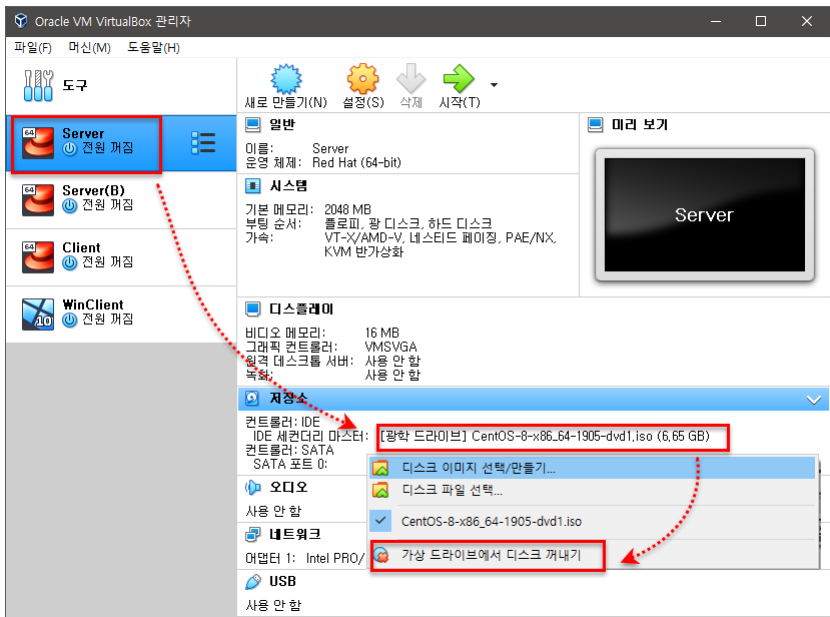 Oracle VM VirtualBox 관리자
파일(F) 머신(M) 도움말(H)
도구
새로 만들기(N) 설정(S) 삭제 시작(T)
64 Server
전원 꺼짐
64 Server(B)
전원 꺼짐
64 Client
전원 꺼짐
10 WinClient
전원 꺼짐
일반
이름: Server
운영 체제: Red Hat (64-bit)
미리 보기
Server
시스템
기본 메모리: 2048 MB
부팅 순서: 플로피, 광 디스크, 하드 디스크
가속: VT-x/AMD-V, 네스티드 페이징, PAE/NX,
KVM 반가상화
디스플레이
비디오 메모리: 16 MB
그래픽 컨트롤러: VMSVGA
원격 데스크톱 서버: 사용 안 함
녹화: 사용 안 함
저장소
컨트롤러: IDE
IDE 세컨더리 마스터: [광학 드라이브] CentOS-8-x86_64-1905-dvd1.iso (6,65 GB)
컨트롤러: SATA
SATA 포트 0:
디스크 이미지 선택/만들기...
디스크 파일 선택...
CentOS-8-x86_64-1905-dvd1.iso
가상 드라이브에서 디스크 꺼내기
오디오
사용 안 함
네트워크
어댑터 1: Intel PRO/
USB
사용 안 함